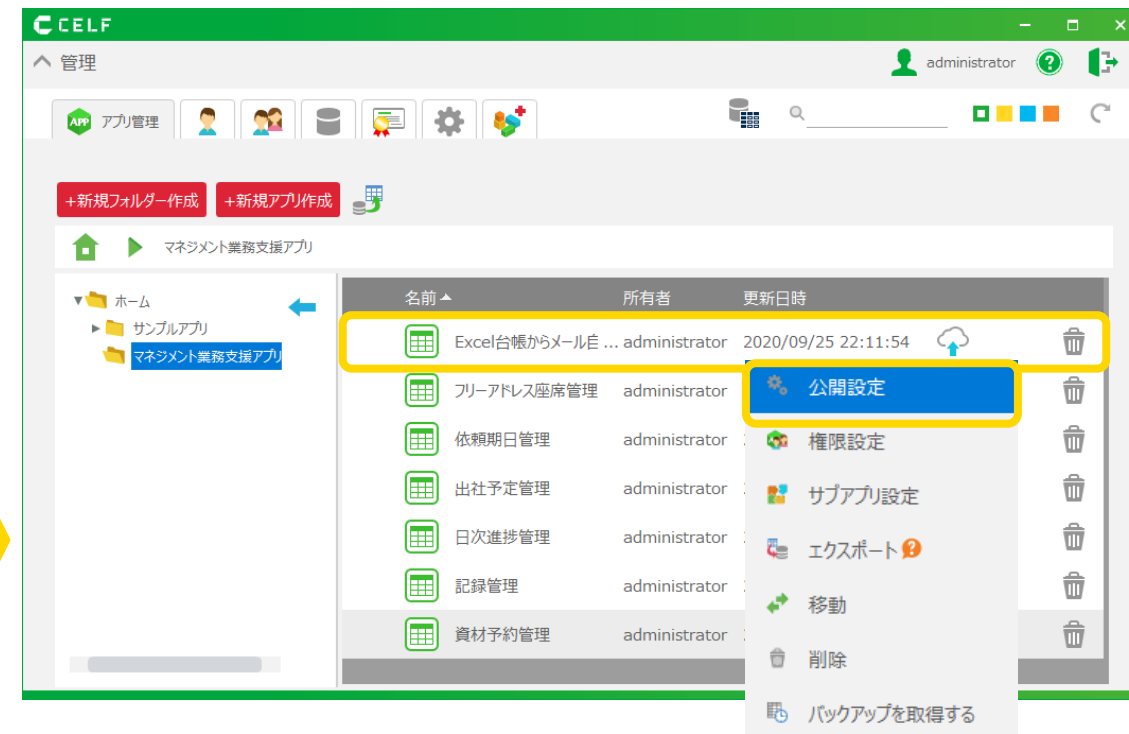 CELF
管理
administrator
APP アプリ管理
+新規フォルダー作成 +新規アプリ作成
マネジメント業務支援アプリ
ホーム
サンプルアプリ
マネジメント業務支援アプリ
名前 所有者 更新日時
Excel台帳からメール自 ... administrator 2020/09/25 22:11:54
フリーアドレス座席管理 administrator
依頼期日管理 administrator
出社予定管理 administrator
日次進捗管理 administrator
記録管理 administrator
資材予約管理 administrator
公開設定
権限設定
サブアプリ設定
エクスポート
移動
削除
バックアップを取得する